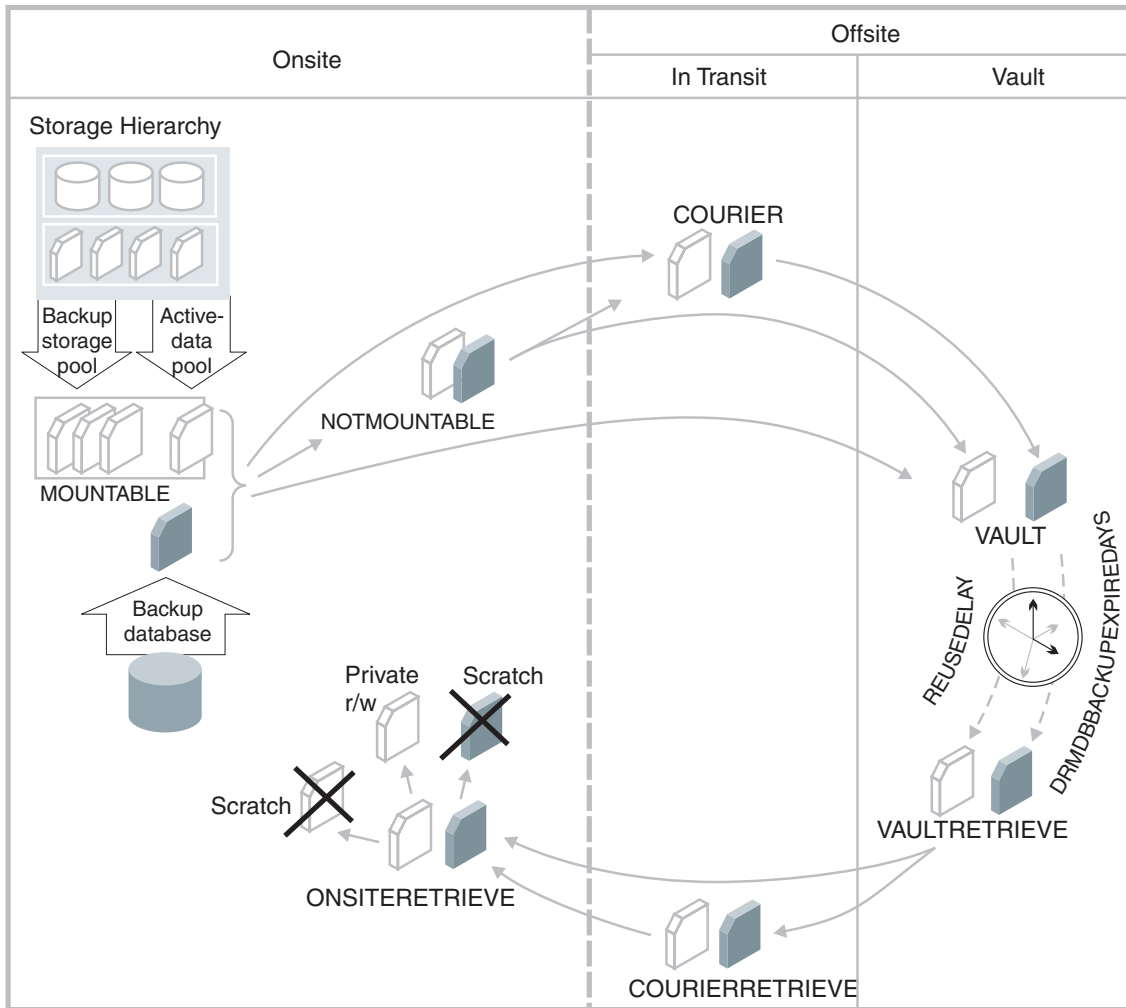 Onsite
Offsite
In Transit
Vault
Storage Hierarchy
Backup
storage
pool
Active-
data
pool
MOUNTABLE
NOTMOUNTABLE
COURIER
VAULT
Backup
database
REUSEDELAY
DRMDBBACKUPEXPIREDAYS
Private
r/w
Scratch
Scratch
VAULTRETRIEVE
ONSITERETRIEVE
COURIERRETRIEVE